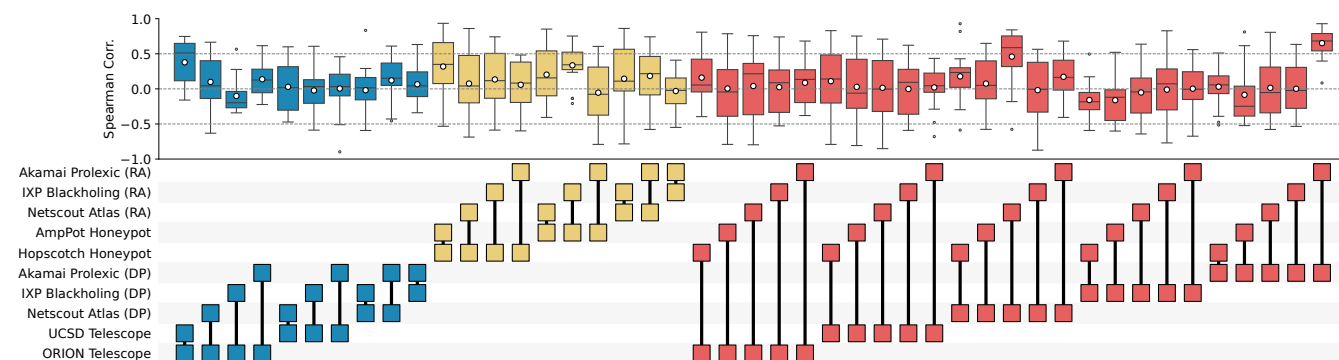 Spearman Corr.
1.0
0.5
0.0
−0.5
−1.0
Akamai Prolexic (RA)
IXP Blackholing (RA)
Netscout Atlas (RA)
AmpPot Honeypot
Hopscotch Honeypot
Akamai Prolexic (DP)
IXP Blackholing (DP)
Netscout Atlas (DP)
UCSD Telescope
ORION Telescope